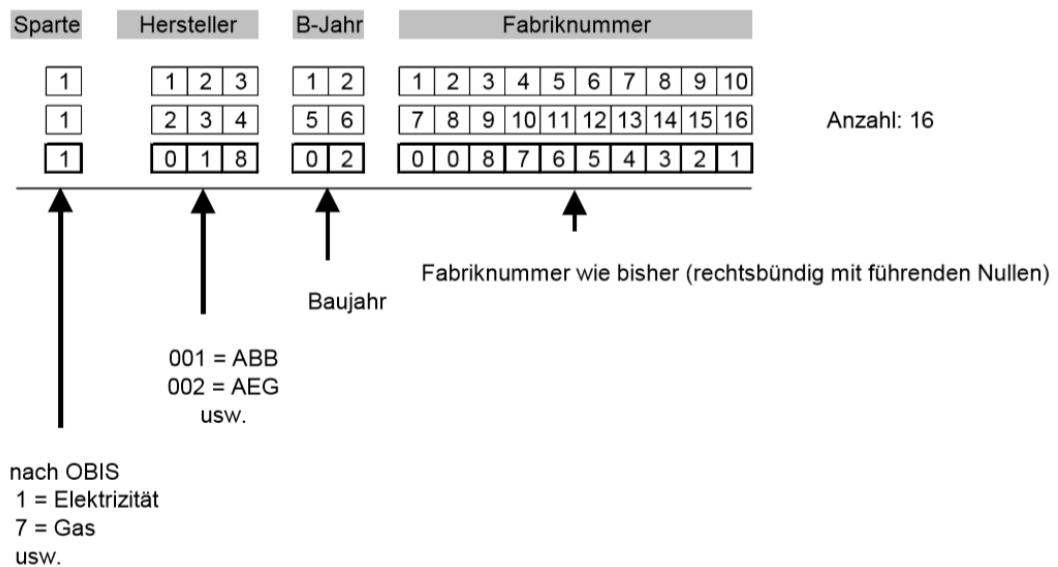 Sparte Hersteller B-Jahr Fabriknummer
1 1 2 3 1 2 1 2 3 4 5 6 7 8 9 10
1 2 3 4 5 6 7 8 9 10 11 12 13 14 15 16 Anzahl: 16
1 0 1 8 0 2 0 0 8 7 6 5 4 3 2 1
Fabriknummer wie bisher (rechtsbündig mit führenden Nullen)
Baujahr
001 = ABB
002 = AEG
usw.
nach OBIS
1 = Elektrizität
7 = Gas
usw.